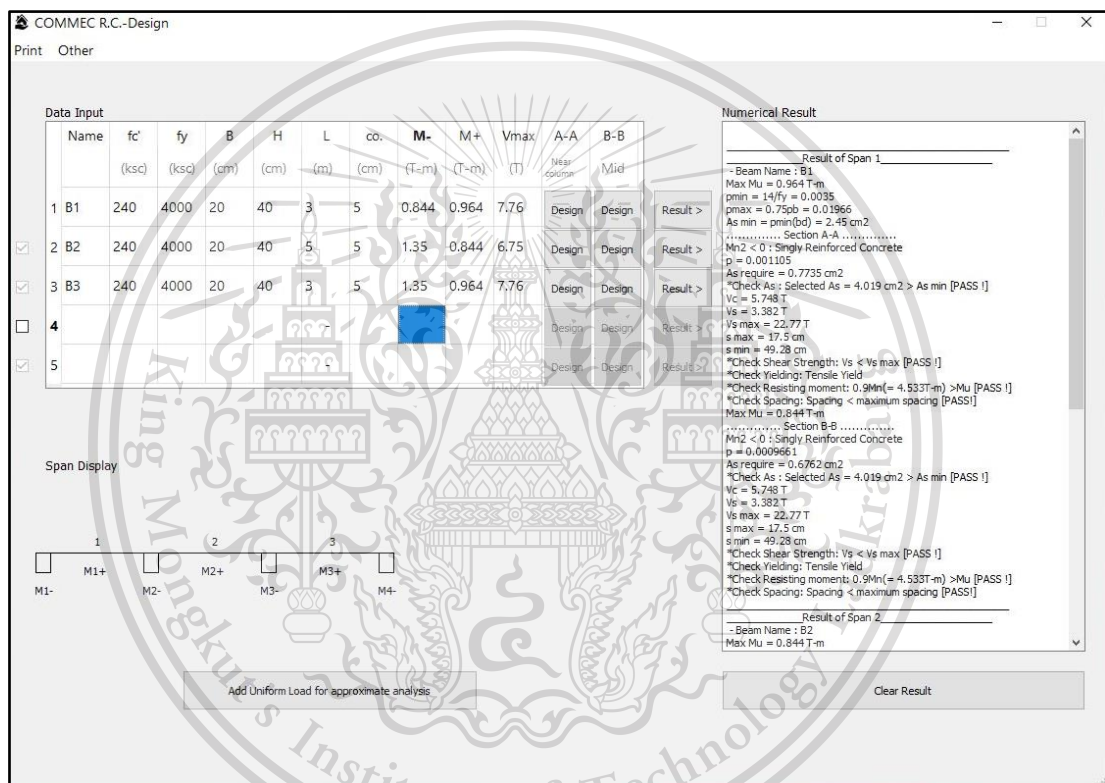 COMMEC R.C.-Design
Print Other
Data Input
Name fc' fy B H L co. M- M+ Vmax A-A B-B
(ksc) (ksc) (cm) (cm) (m) (cm) (T-m) (T-m) (T) Near column Mid
1 B1 240 4000 20 40 3 5 0.844 0.964 7.76 Design Design Result >
2 B2 240 4000 20 40 5 5 1.35 0.844 6.75 Design Design Result >
3 B3 240 4000 20 40 3 5 1.35 0.964 7.76 Design Design Result >
4 - Design Design Result >
5 - Design Design Result >
Span Display
1 2 3
M1+ M2+ M3+
M1- M2- M3- M4-
Add Uniform Load for approximate analysis
Numerical Result
Result of Span 1
- Beam Name : B1
Max Mu = 0.964 T-m
pmin = 14/fy = 0.0035
pmax = 0.75pb = 0.01966
As min = pmin(bd) = 2.45 cm2
.............. Section A-A ..............
Mn2 < 0 : Singly Reinforced Concrete
p = 0.001105
As require = 0.7735 cm2
*Check As : Selected As = 4.019 cm2 > As min [PASS !]
Vc = 5.748 T
Vs = 3.382 T
Vs max = 22.77 T
s max = 17.5 cm
s min = 49.28 cm
*Check Shear Strength: Vs < Vs max [PASS !]
*Check Yielding: Tensile Yield
*Check Resisting moment: 0.9Mn(= 4.533T-m) >Mu [PASS !]
*Check Spacing: Spacing < maximum spacing [PASS!]
Max Mu = 0.844 T-m
.............. Section B-B ..............
Mn2 < 0 : Singly Reinforced Concrete
p = 0.0009661
As require = 0.6762 cm2
*Check As : Selected As = 4.019 cm2 > As min [PASS !]
Vc = 5.748 T
Vs = 3.382 T
Vs max = 22.77 T
s max = 17.5 cm
s min = 49.28 cm
*Check Shear Strength: Vs < Vs max [PASS !]
*Check Yielding: Tensile Yield
*Check Resisting moment: 0.9Mn(= 4.533T-m) >Mu [PASS !]
*Check Spacing: Spacing < maximum spacing [PASS!]
Result of Span 2
- Beam Name : B2
Max Mu = 0.844 T-m
Clear Result
King Mongkut's Institute of Technology Ladkrabang